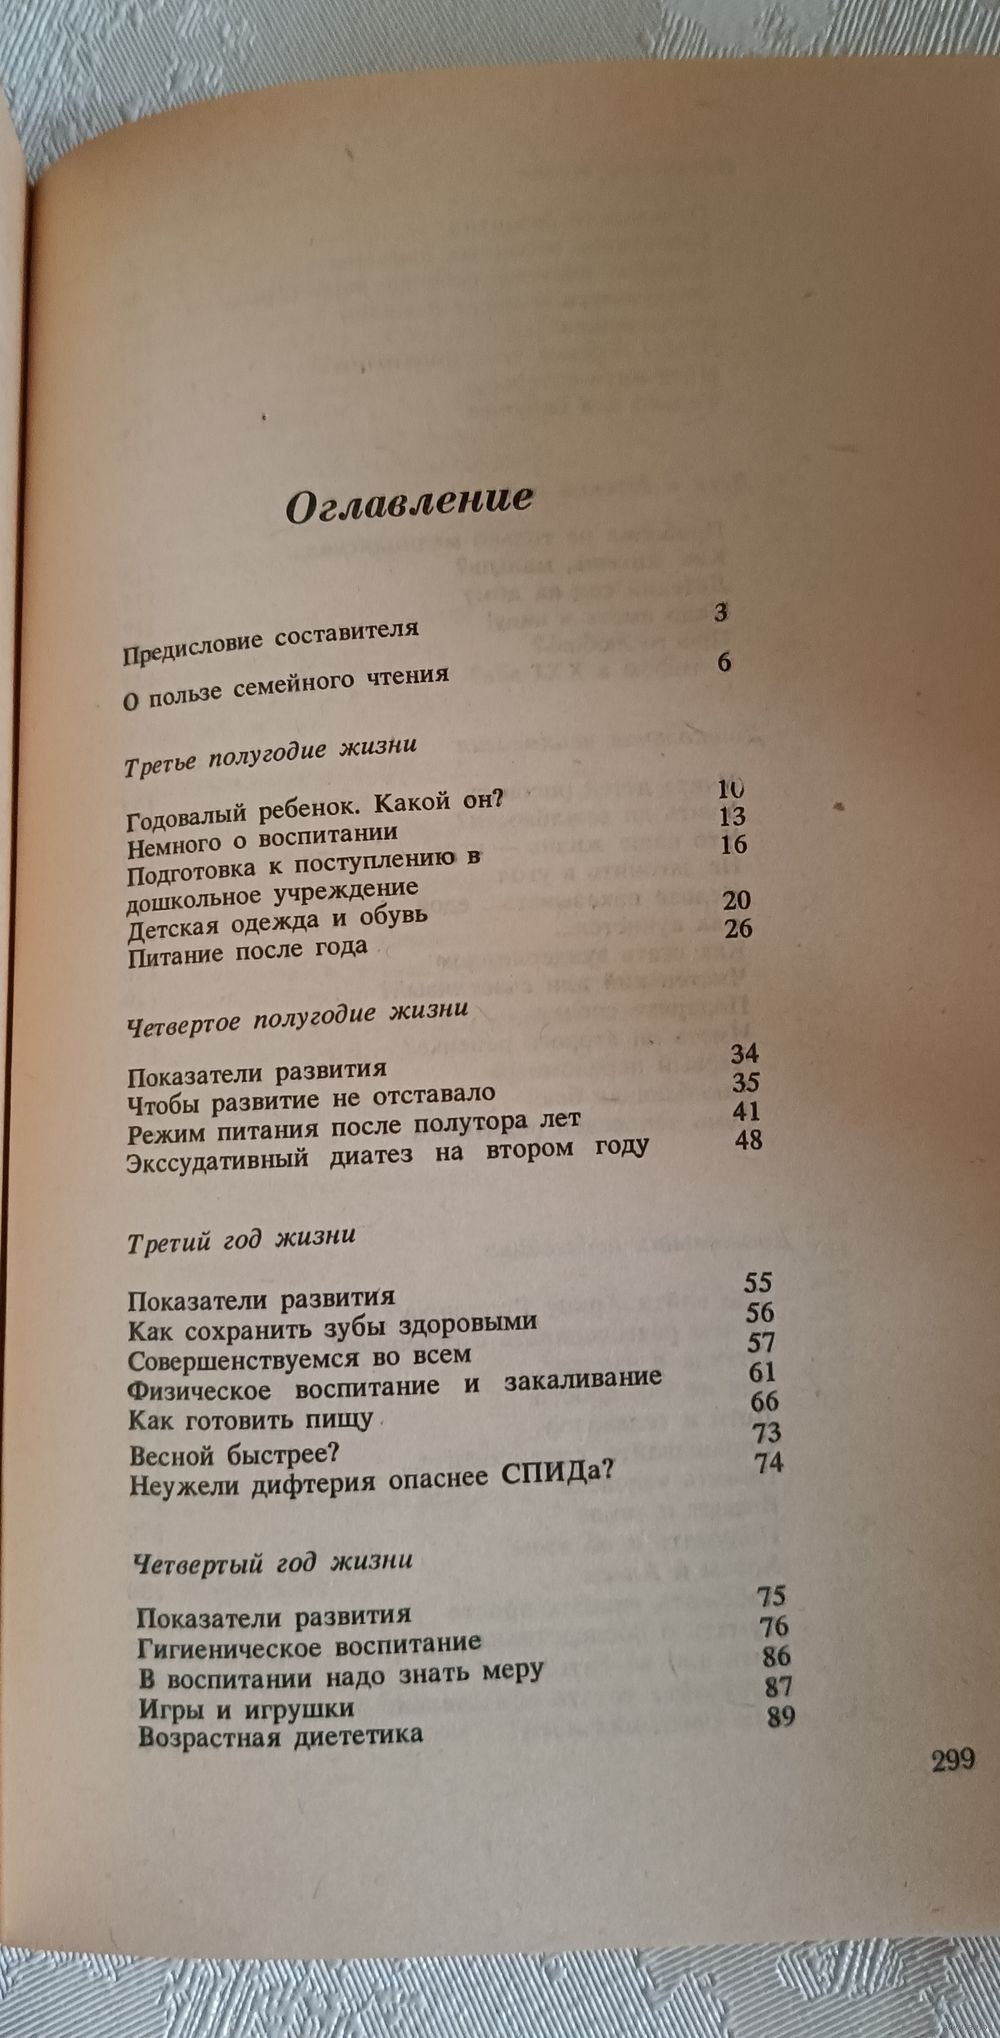 Оглавление
Предисловие составителя 3
О пользе семейного чтения 6
Третье полугодие жизни
Годовалый ребенок. Какой он? 10
Немного о воспитании 13
Подготовка к поступлению в 16
дошкольное учреждение
Детская одежда и обувь 20
Питание после года 26
Четвертое полугодие жизни
Показатели развития 34
Чтобы развитие не отставало 35
Режим питания после полутора лет 41
Экссудативный диатез на втором году 48
Третий год жизни
Показатели развития 55
Как сохранить зубы здоровыми 56
Совершенствуемся во всем 57
Физическое воспитание и закаливание 61
Как готовить пищу 66
Весной быстрее? 73
Неужели дифтерия опаснее СПИДа? 74
Четвертый год жизни
Показатели развития 75
Гигиеническое воспитание 76
В воспитании надо знать меру 86
Игры и игрушки 87
Возрастная диететика 89
299